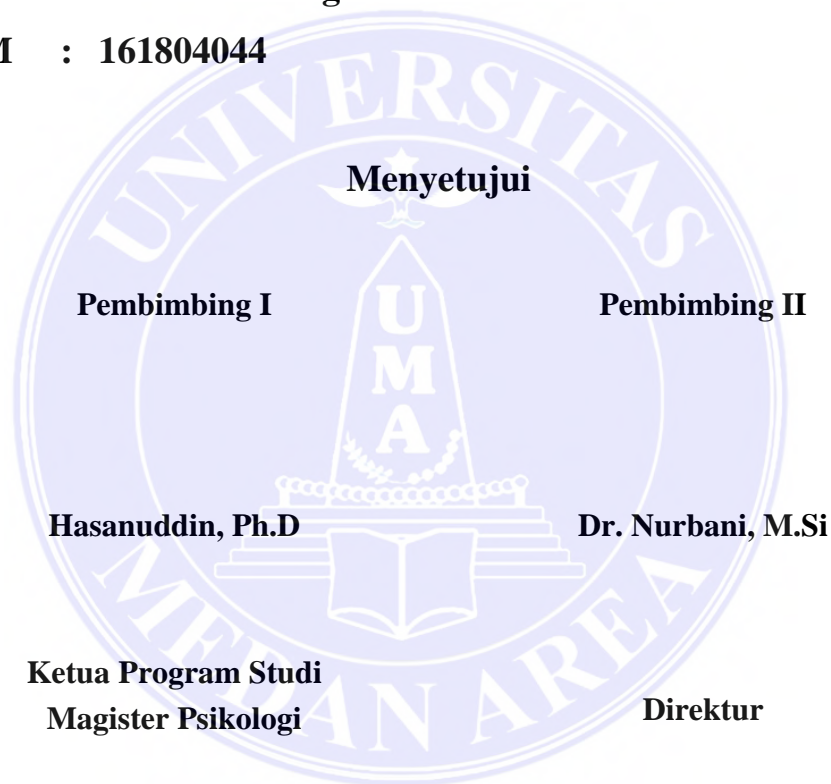 : 161804044
Menyetujui
Pembimbing I Pembimbing II
Hasanuddin, Ph.D Dr. Nurbani, M.Si
Ketua Program Studi
Magister Psikologi Direktur
UNIVERSITAS
UMA
MEDAN AREA